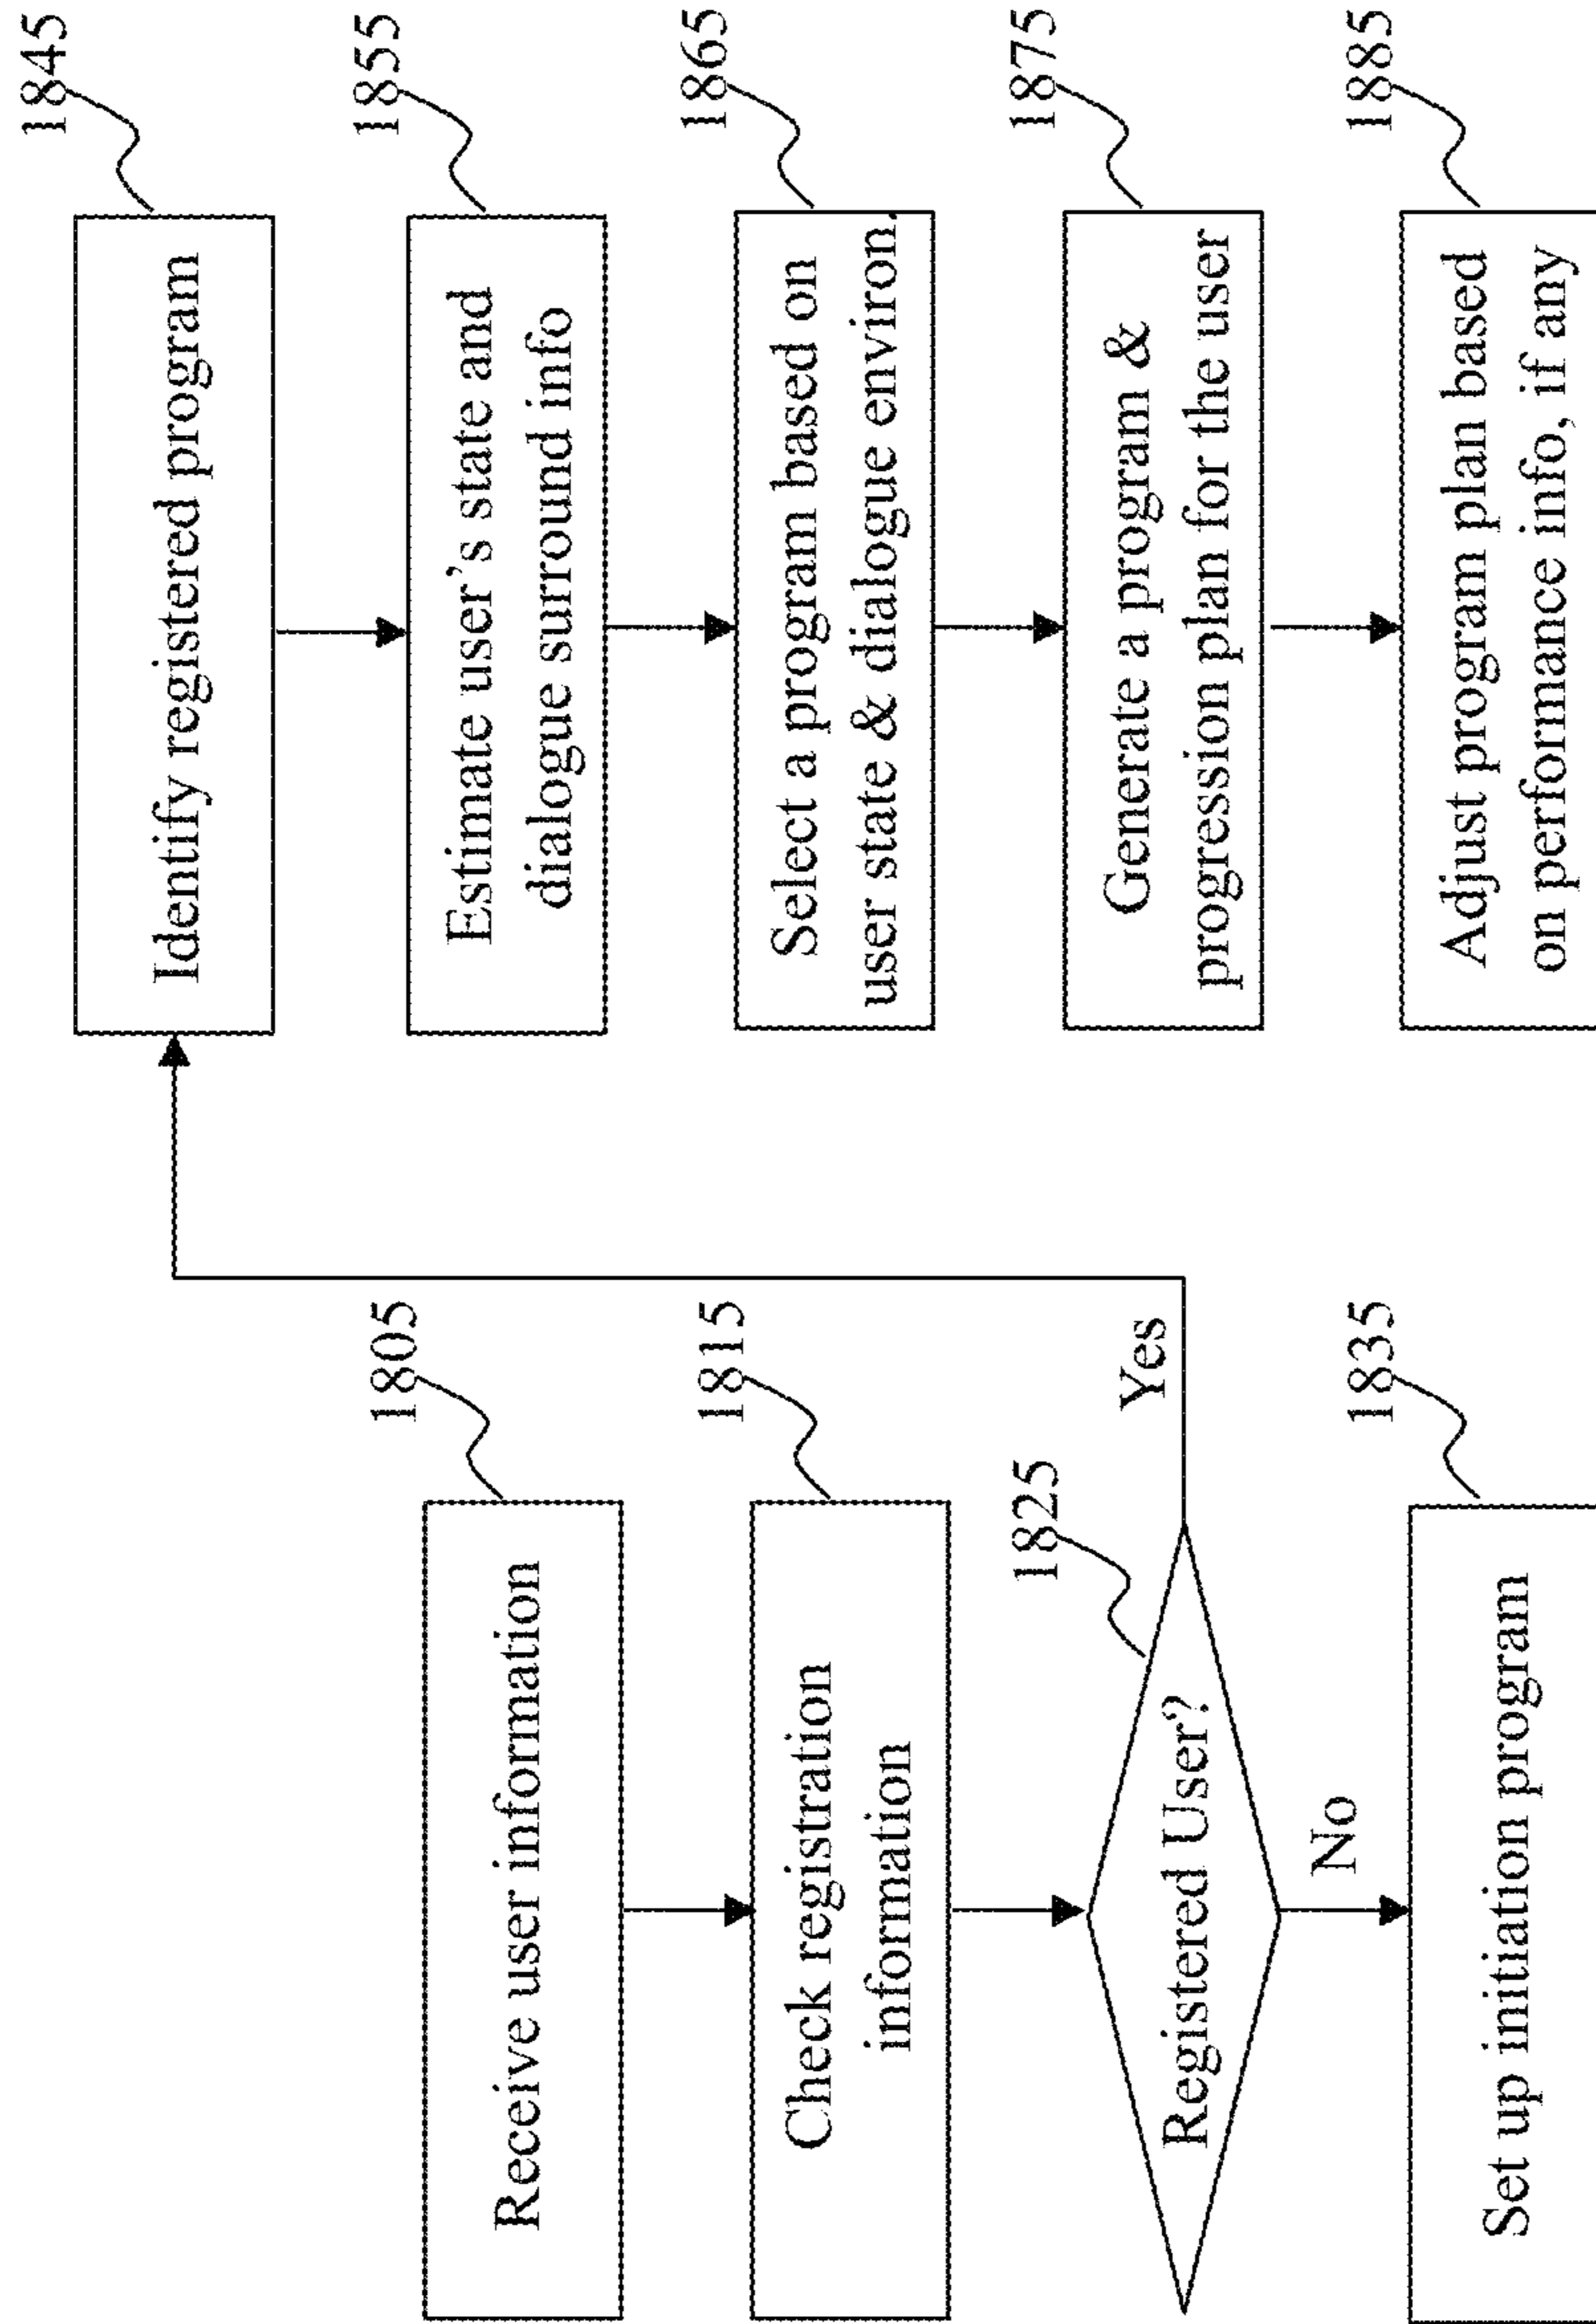 1805
Receive user information
1815
Check registration
information
1825
Registered User?
Yes
No
1835
Set up initiation program
1845
Identify registered program
1855
Estimate user’s state and
dialogue surround info
1865
Select a program based on
user state & dialogue environ.
1875
Generate a program &
progression plan for the user
1885
Adjust program plan based
on performance info, if any